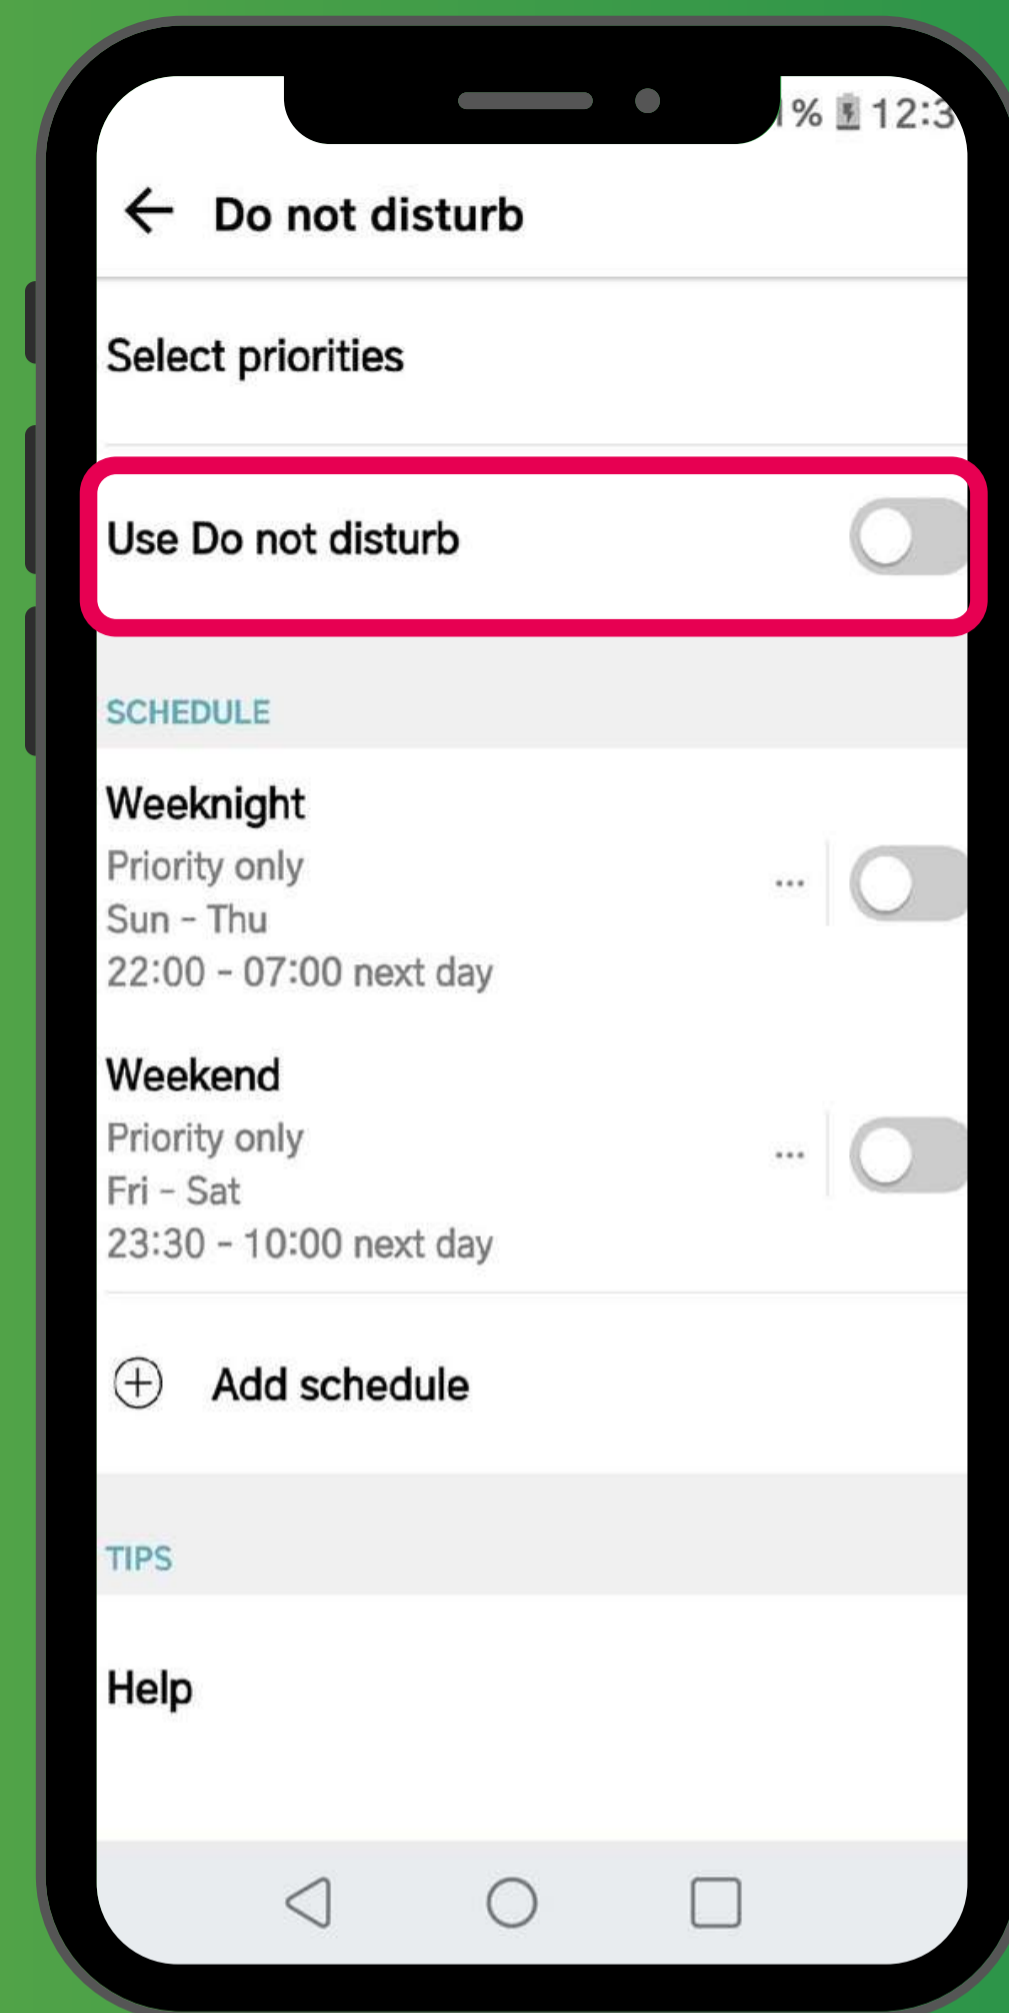 % 12:3
Do not disturb
Select priorities
Use Do not disturb
SCHEDULE
Weeknight
Priority only
Sun - Thu
22:00 - 07:00 next day
...
Weekend
Priority only
Fri - Sat
23:30 - 10:00 next day
...
Add schedule
TIPS
Help